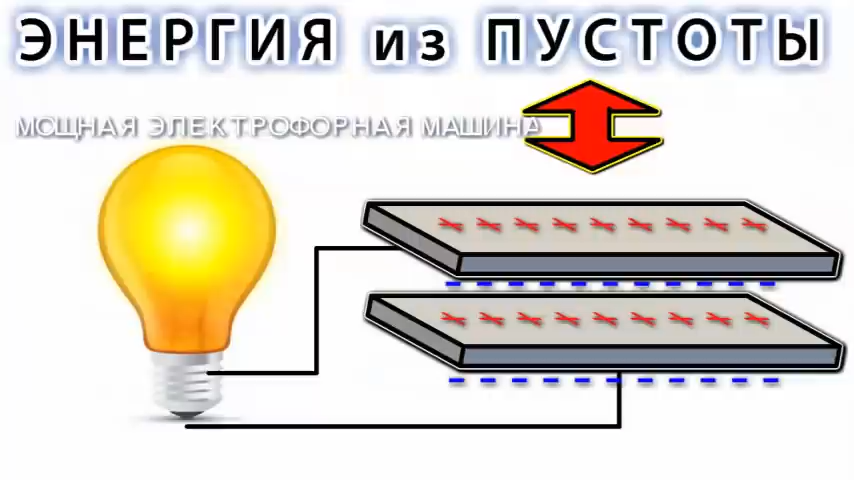 ЭНЕРГИЯ из ПУСТОТЫ
МОЩНАЯ ЭЛЕКТРОФОРНАЯ МАШИНА